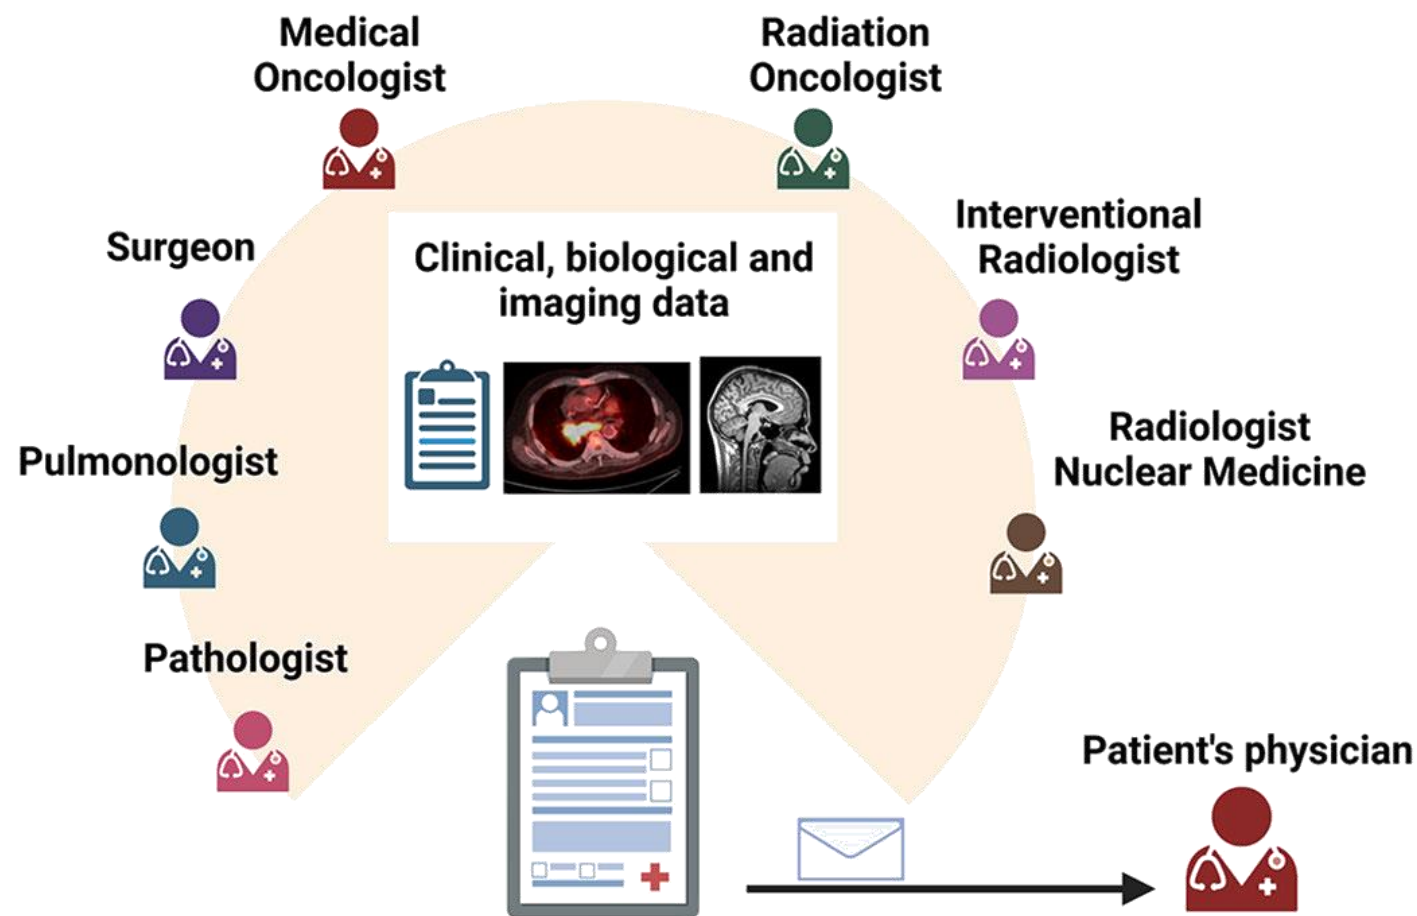 Medical
Oncologist
Radiation
Oncologist
Surgeon
Interventional
Radiologist
Clinical, biological and
imaging data
Pulmonologist
Radiologist
Nuclear Medicine
Pathologist
Patient's physician